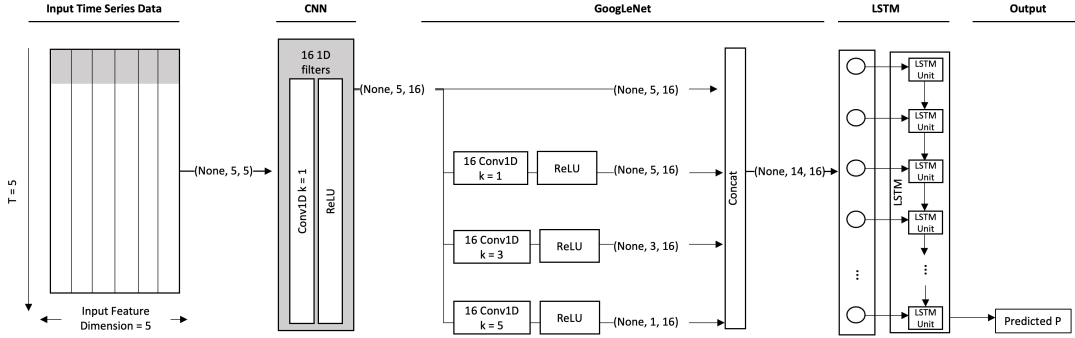 Input Time Series Data
CNN
GoogLeNet
LSTM
Output
T = 5
Input Feature
Dimension = 5
(None, 5, 5)
16 1D
filters
Conv1D k = 1
ReLU
(None, 5, 16)
(None, 5, 16)
16 Conv1D
k = 1
ReLU
(None, 5, 16)
16 Conv1D
k = 3
ReLU
(None, 3, 16)
16 Conv1D
k = 5
ReLU
(None, 1, 16)
Concat
(None, 14, 16)
...
LSTM
LSTM
Unit
LSTM
Unit
LSTM
Unit
LSTM
Unit
...
LSTM
Unit
Predicted P